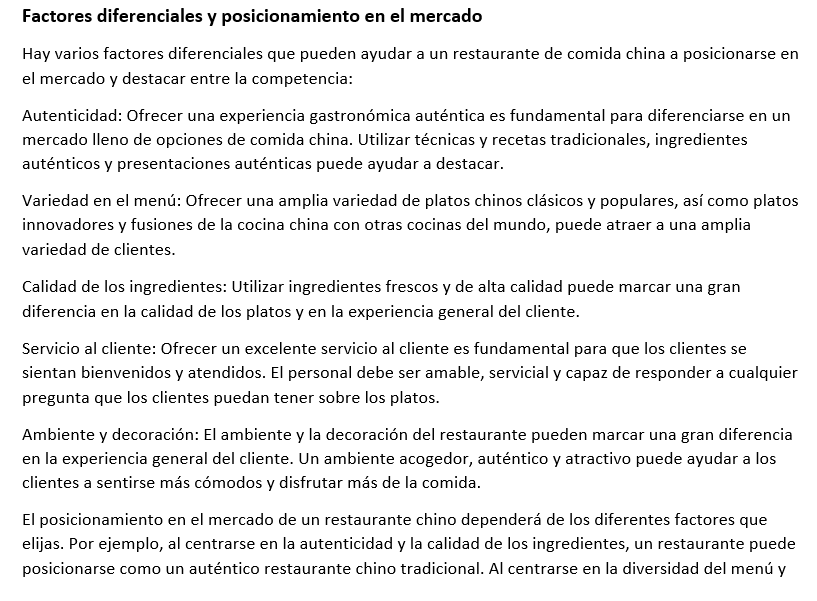 Factores diferenciales y posicionamiento en el mercado
Hay varios factores diferenciales que pueden ayudar a un restaurante de comida china a posicionarse en
el mercado y destacar entre la competencia:
Autenticidad: Ofrecer una experiencia gastronómica auténtica es fundamental para diferenciarse en un
mercado lleno de opciones de comida china. Utilizar técnicas y recetas tradicionales, ingredientes
auténticos y presentaciones auténticas puede ayudar a destacar.
Variedad en el menú: Ofrecer una amplia variedad de platos chinos clásicos y populares, así como platos
innovadores y fusiones de la cocina china con otras cocinas del mundo, puede atraer a una amplia
variedad de clientes.
Calidad de los ingredientes: Utilizar ingredientes frescos y de alta calidad puede marcar una gran
diferencia en la calidad de los platos y en la experiencia general del cliente.
Servicio al cliente: Ofrecer un excelente servicio al cliente es fundamental para que los clientes se
sientan bienvenidos y atendidos. El personal debe ser amable, servicial y capaz de responder a cualquier
pregunta que los clientes puedan tener sobre los platos.
Ambiente y decoración: El ambiente y la decoración del restaurante pueden marcar una gran diferencia
en la experiencia general del cliente. Un ambiente acogedor, auténtico y atractivo puede ayudar a los
clientes a sentirse más cómodos y disfrutar más de la comida.
El posicionamiento en el mercado de un restaurante chino dependerá de los diferentes factores que
elijas. Por ejemplo, al centrarse en la autenticidad y la calidad de los ingredientes, un restaurante puede
posicionarse como un auténtico restaurante chino tradicional. Al centrarse en la diversidad del menú y